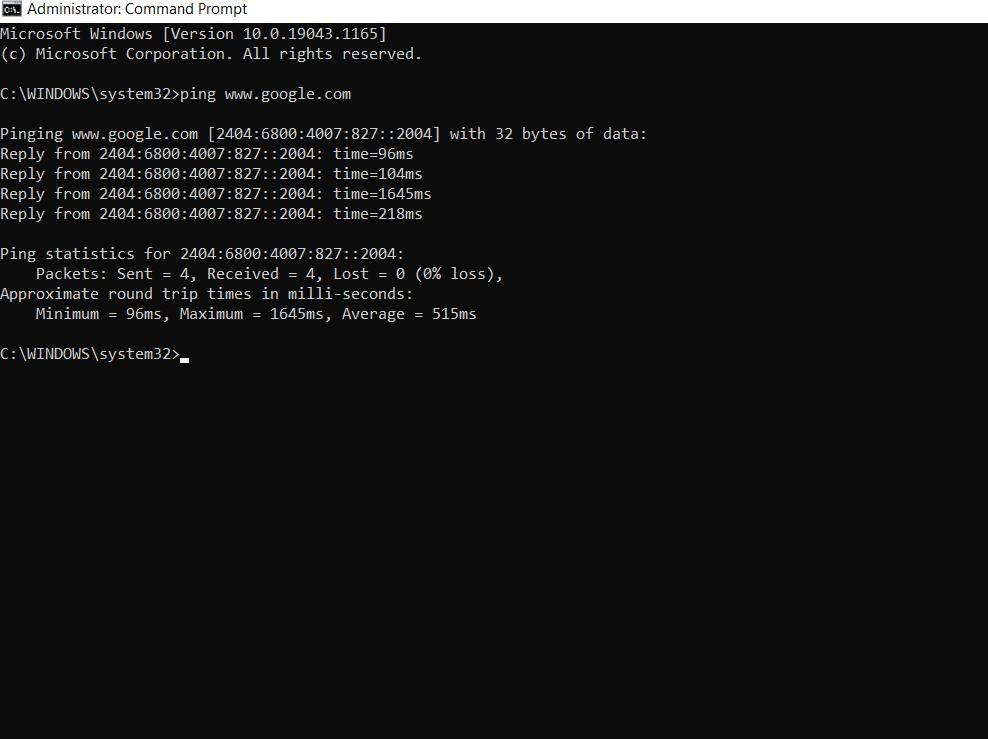 Administrator: Command Prompt
Microsoft Windows [Version 10.0.19043.1165]
(c) Microsoft Corporation. All rights reserved.
C:\WINDOWS\system32>ping www.google.com
Pinging www.google.com [2404:6800:4007:827::2004] with 32 bytes of data:
Reply from 2404:6800:4007:827::2004: time=96ms
Reply from 2404:6800:4007:827::2004: time=104ms
Reply from 2404:6800:4007:827::2004: time=1645ms
Reply from 2404:6800:4007:827::2004: time=218ms
Ping statistics for 2404:6800:4007:827::2004:
Packets: Sent = 4, Received = 4, Lost = 0 (0% loss),
Approximate round trip times in milli-seconds:
Minimum = 96ms, Maximum = 1645ms, Average = 515ms
C:\WINDOWS\system32>